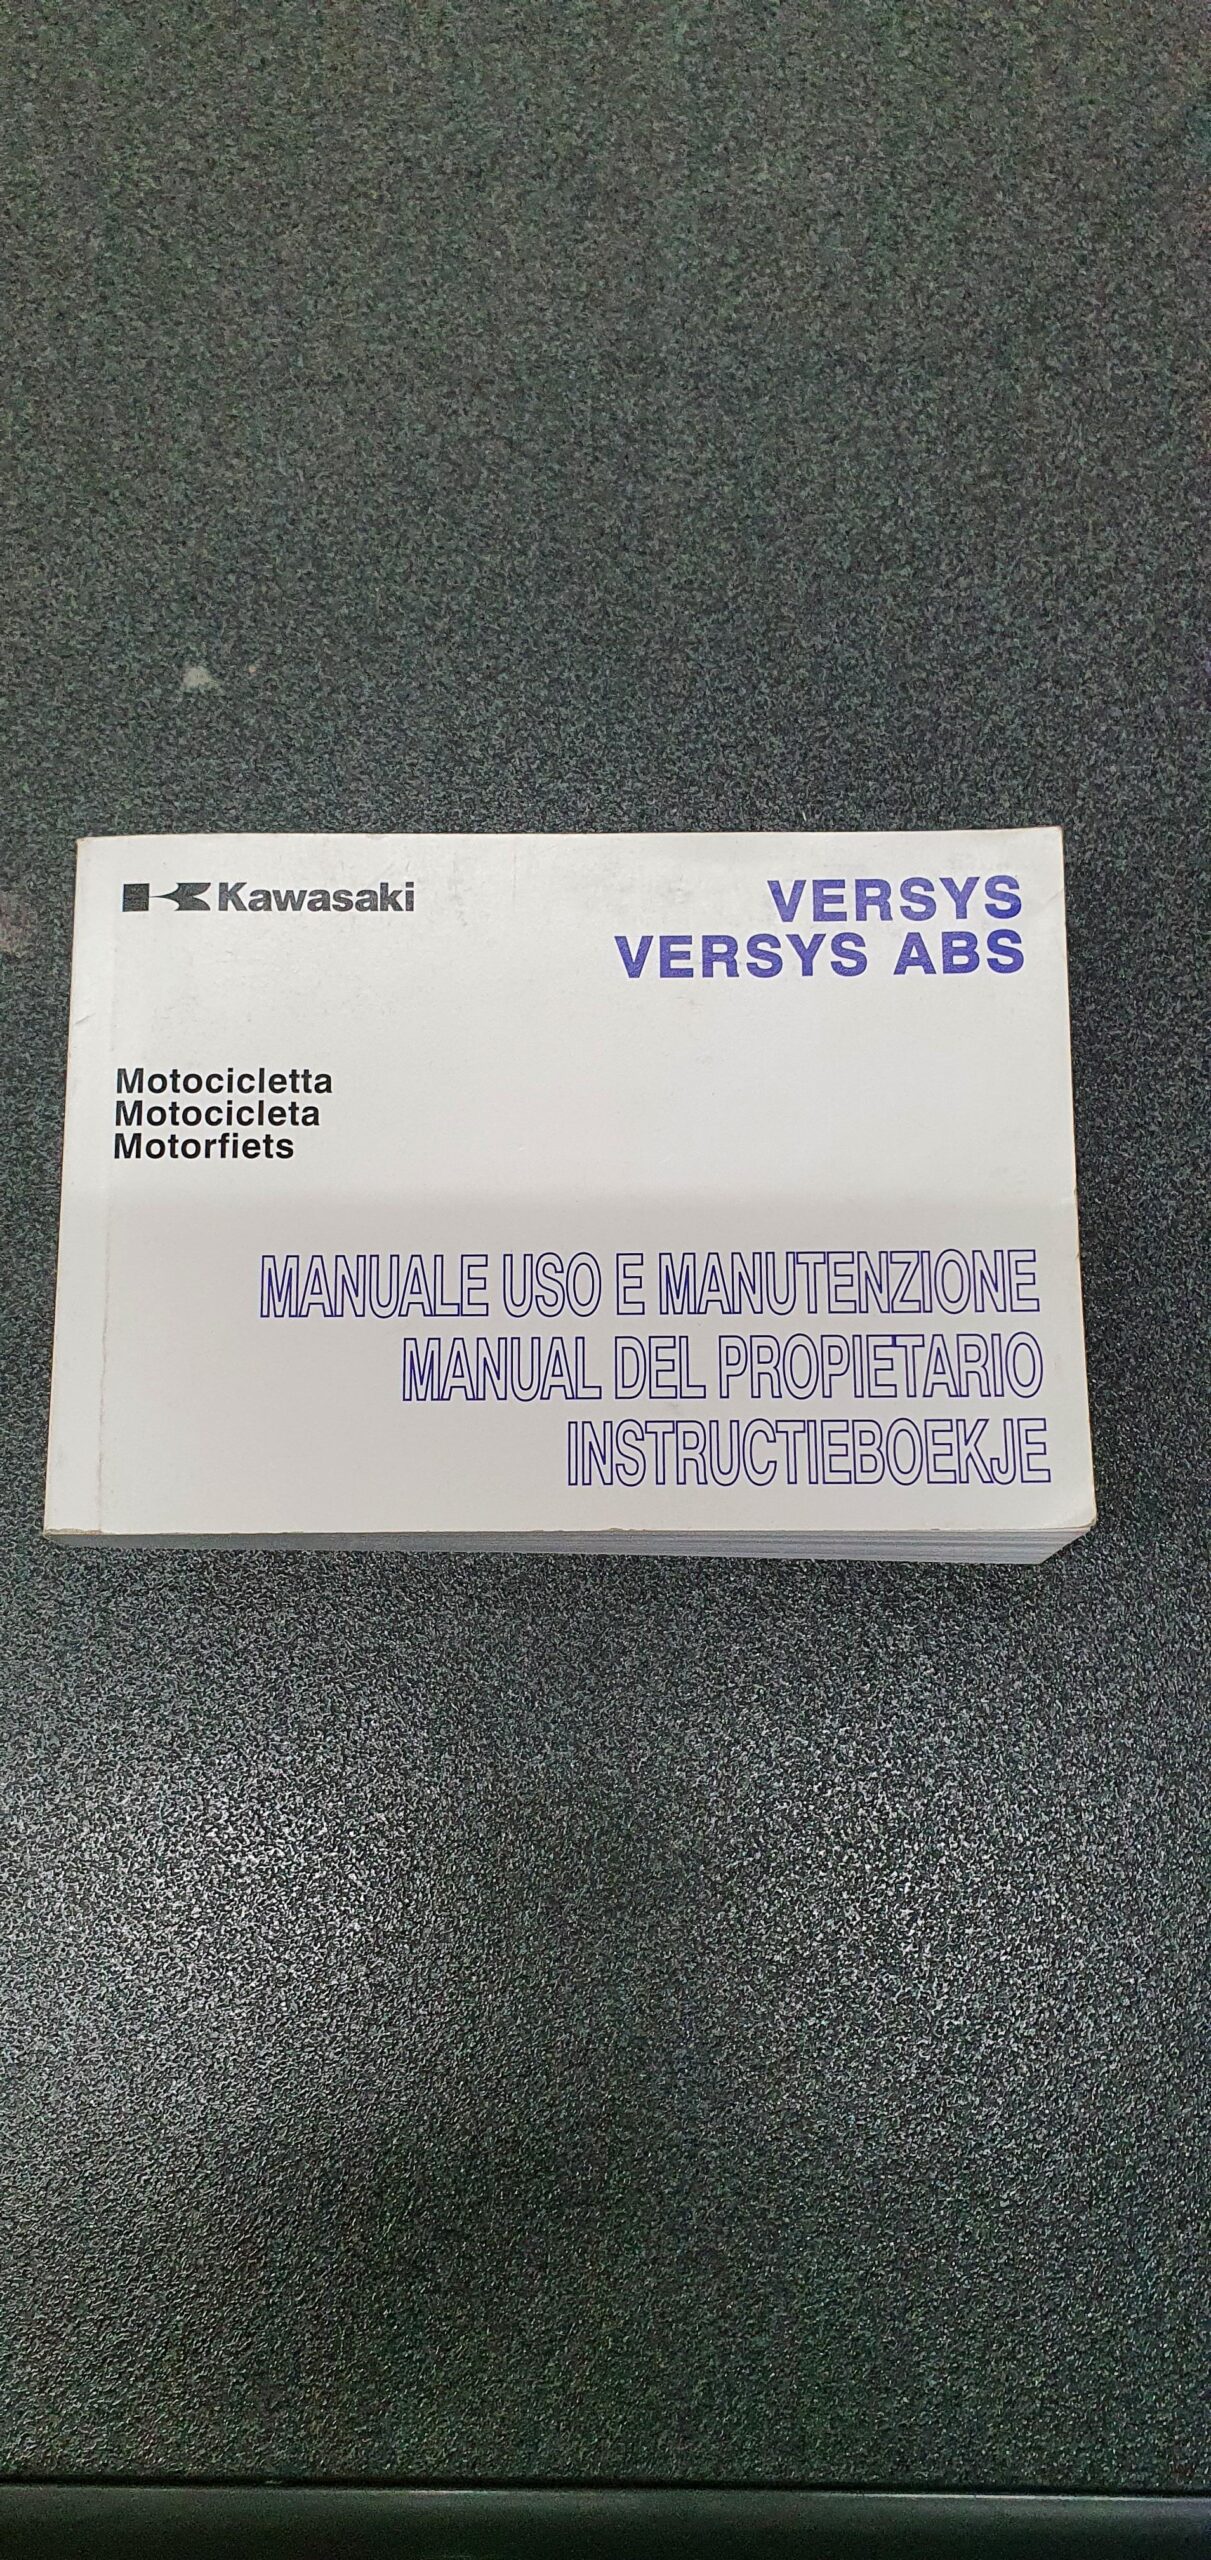 Kawasaki
VERSYS
VERSYS ABS
Motocicletta
Motocicleta
Motorfiets
MANUALE USO E MANUTENZIONE
MANUAL DEL PROPIETARIO
INSTRUCTIEBOEKJE